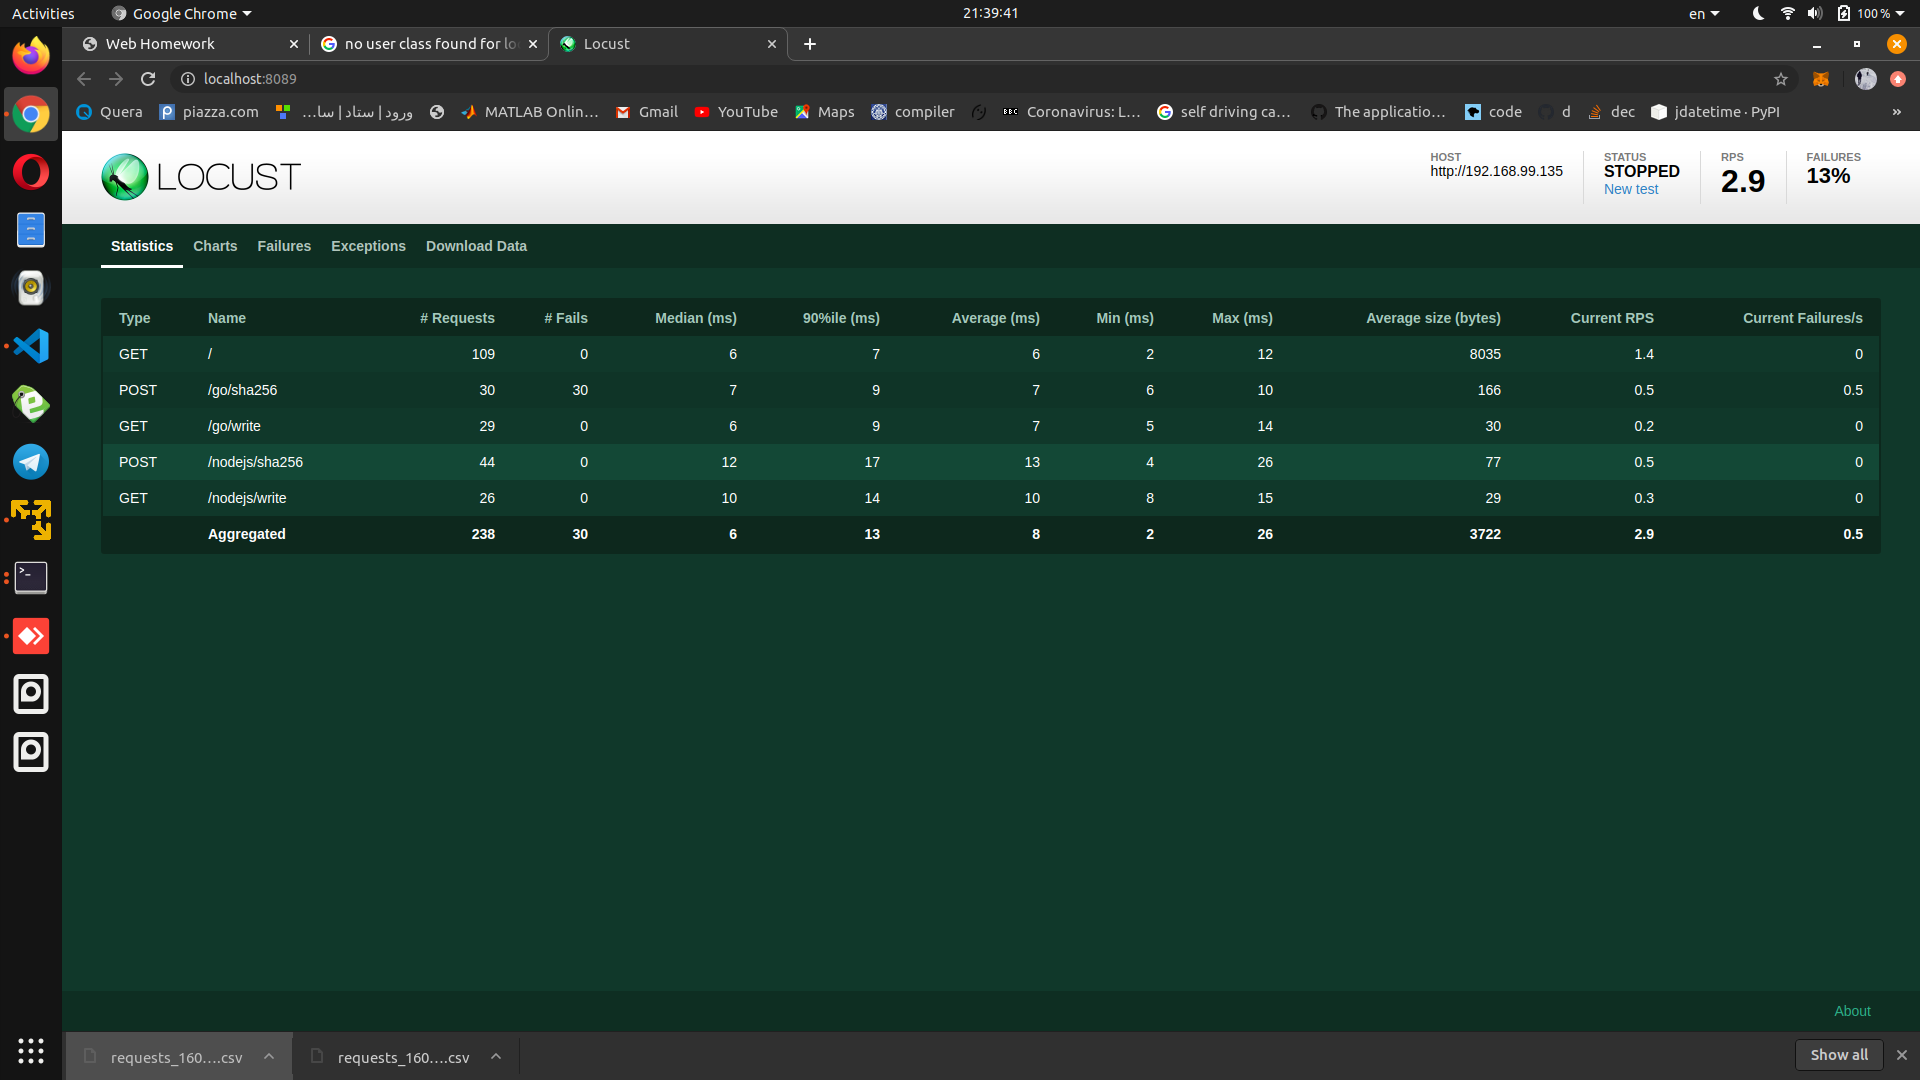 Activities Google Chrome 21:39:41 en 100 %
Web Homework no user class found for lo Locust
localhost:8089
Quera piazza.com ورود | ستاد | سا... MATLAB Onlin... Gmail YouTube Maps compiler BBC Coronavirus: L... self driving ca... The applicatio... code d dec jdatetime · PyPI »
LOCUST
HOST
http://192.168.99.135
STATUS
STOPPED
New test
RPS
2.9
FAILURES
13%
Statistics Charts Failures Exceptions Download Data
Type Name # Requests # Fails Median (ms) 90%ile (ms) Average (ms) Min (ms) Max (ms) Average size (bytes) Current RPS Current Failures/s
GET / 109 0 6 7 6 2 12 8035 1.4 0
POST /go/sha256 30 30 7 9 7 6 10 166 0.5 0.5
GET /go/write 29 0 6 9 7 5 14 30 0.2 0
POST /nodejs/sha256 44 0 12 17 13 4 26 77 0.5 0
GET /nodejs/write 26 0 10 14 10 8 15 29 0.3 0
Aggregated 238 30 6 13 8 2 26 3722 2.9 0.5
About
requests_160....csv requests_160....csv Show all